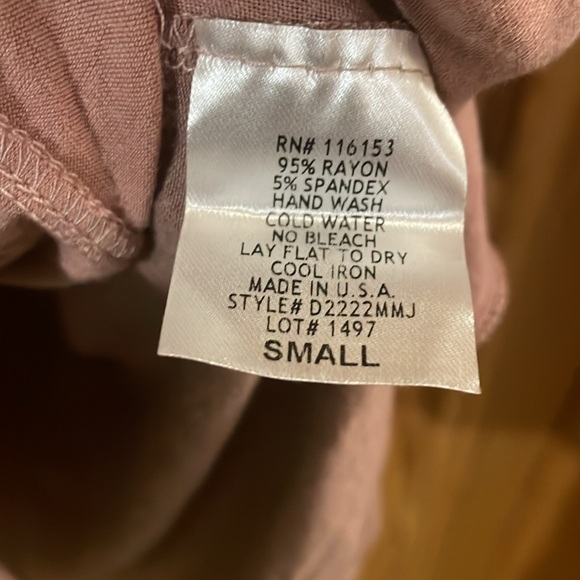 RN# 116153
95% RAYON
5% SPANDEX
HAND WASH
COLD WATER
NO BLEACH
LAY FLAT TO DRY
COOL IRON
MADE IN U.S.A.
STYLE# D2222MMJ
LOT# 1497
SMALL